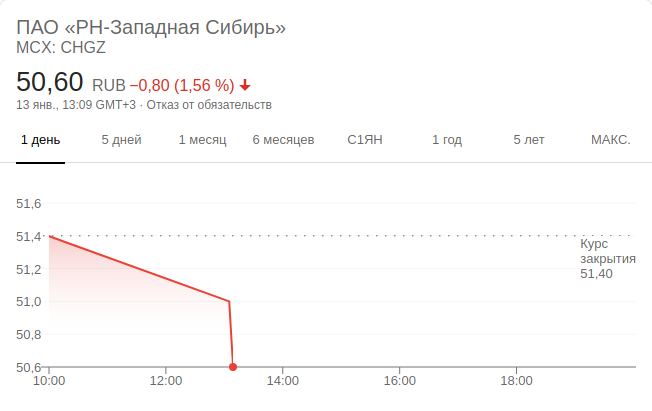 ПАО «РН-Западная Сибирь»
MCX: CHGZ
50,60 RUB −0,80 (1,56 %)
13 янв., 13:09 GMT+3 · Отказ от обязательств
1 день 5 дней 1 месяц 6 месяцев С1ЯН 1 год 5 лет МАКС.
51,6
51,4
Курс
закрытия
51,40
51,2
51,0
50,8
50,6
10:00 12:00 14:00 16:00 18:00